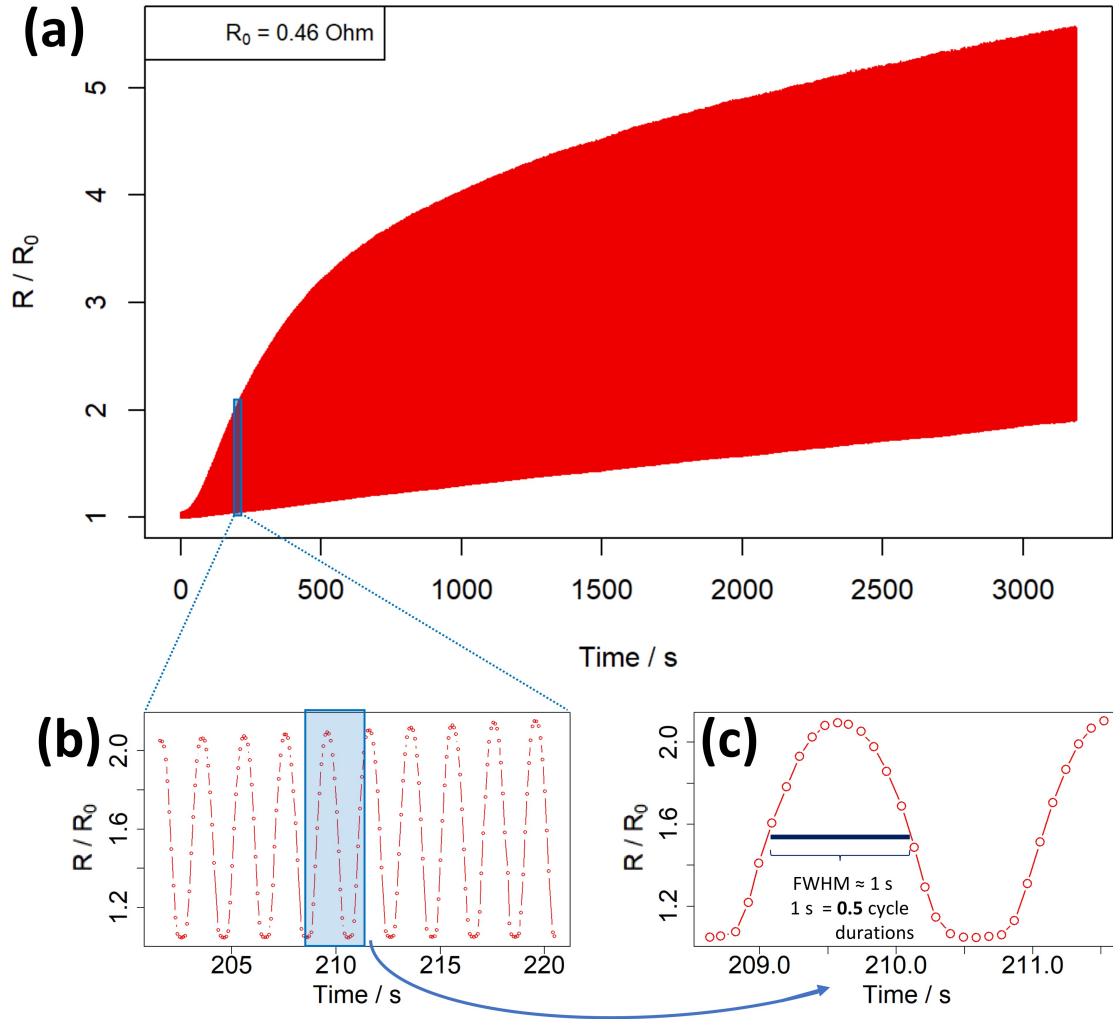 (a)
R₀ = 0.46 Ohm
5
4
3
2
1
R / R₀
0 500 1000 1500 2000 2500 3000
Time / s
(b)
2.0
1.6
1.2
R / R₀
205 210 215 220
Time / s
(c)
2.0
1.6
1.2
R / R₀
FWHM ≈ 1 s
1 s = 0.5 cycle
durations
209.0 210.0 211.0
Time / s